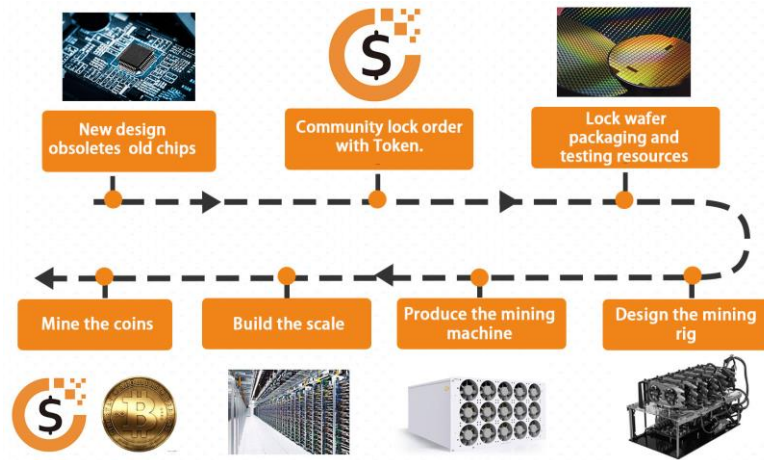 New design
obsoletes old chips
Community lock order
with Token.
Lock wafer
packaging and
testing resources
Mine the coins
Build the scale
Produce the mining
machine
Design the mining
rig